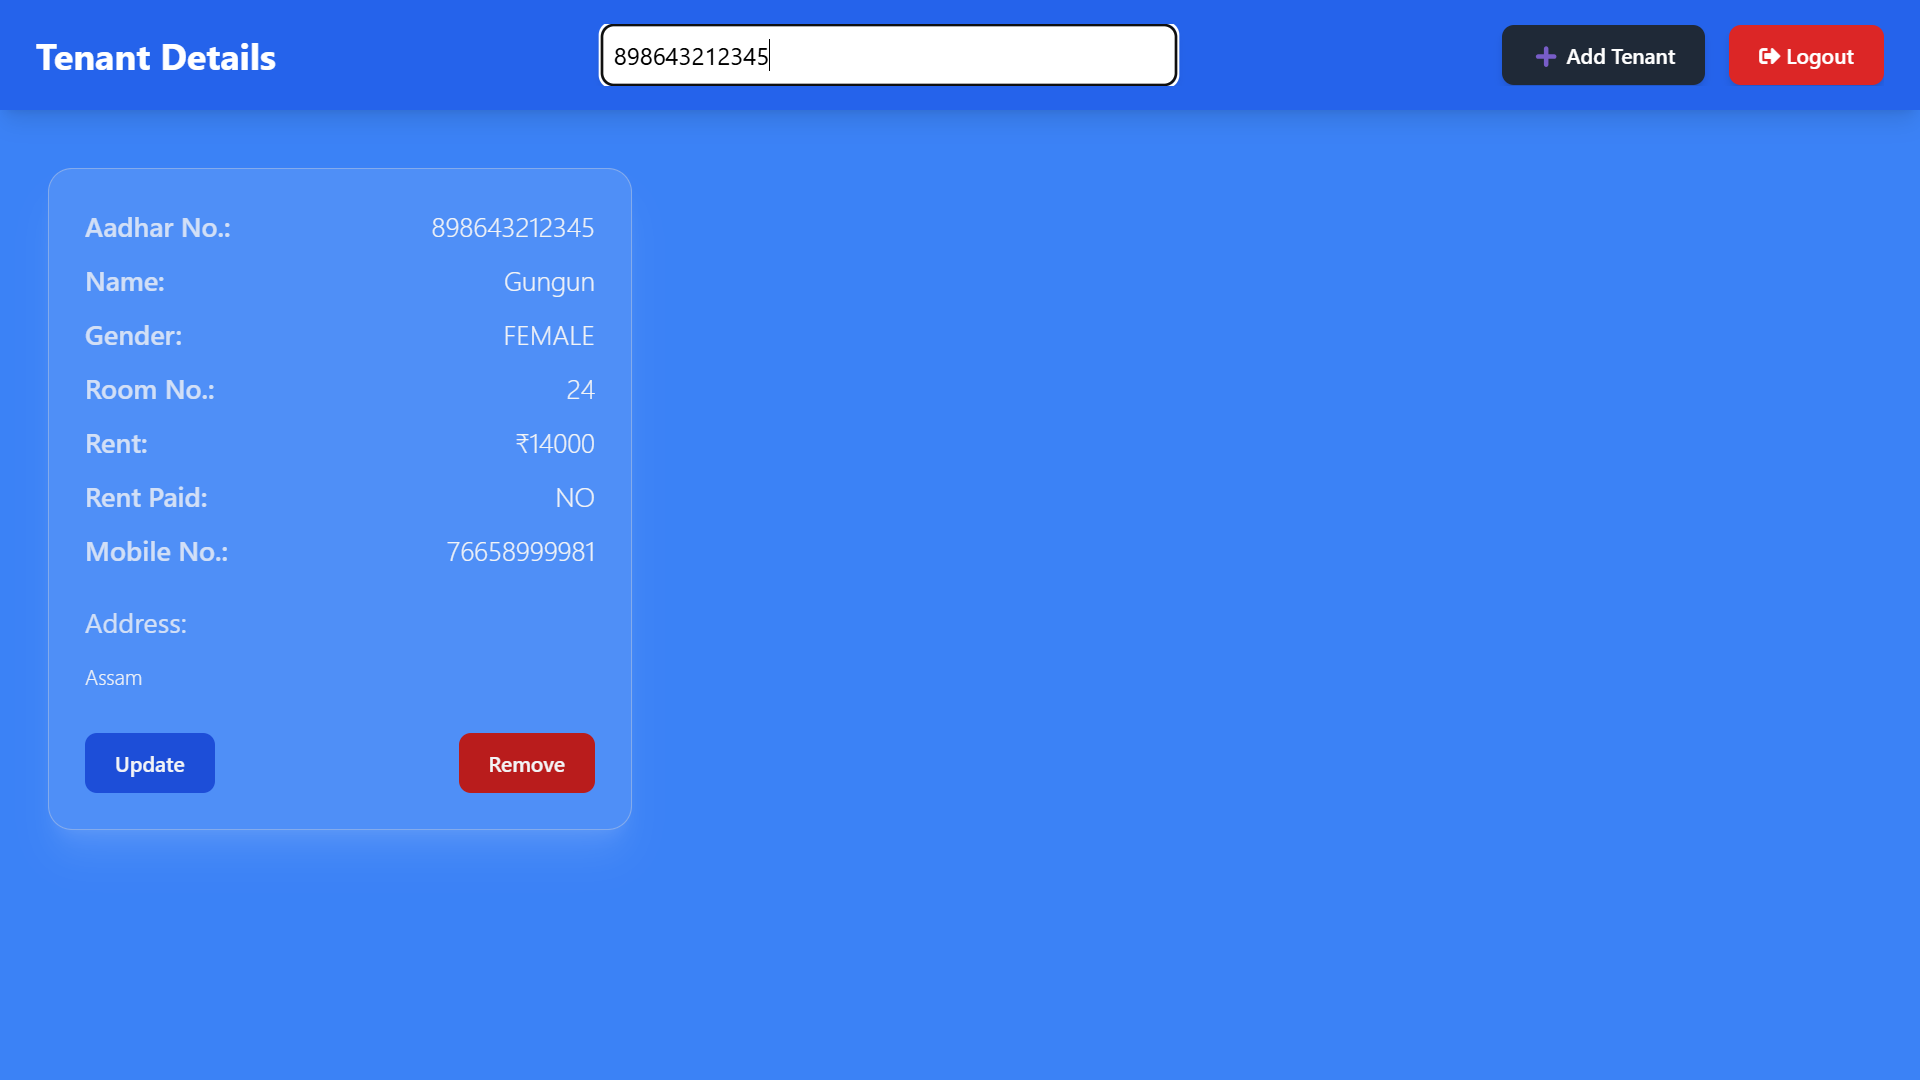 Tenant Details
898643212345
Add Tenant
Logout
Aadhar No.: 898643212345
Name: Gungun
Gender: FEMALE
Room No.: 24
Rent: ₹14000
Rent Paid: NO
Mobile No.: 76658999981
Address:
Assam
Update
Remove